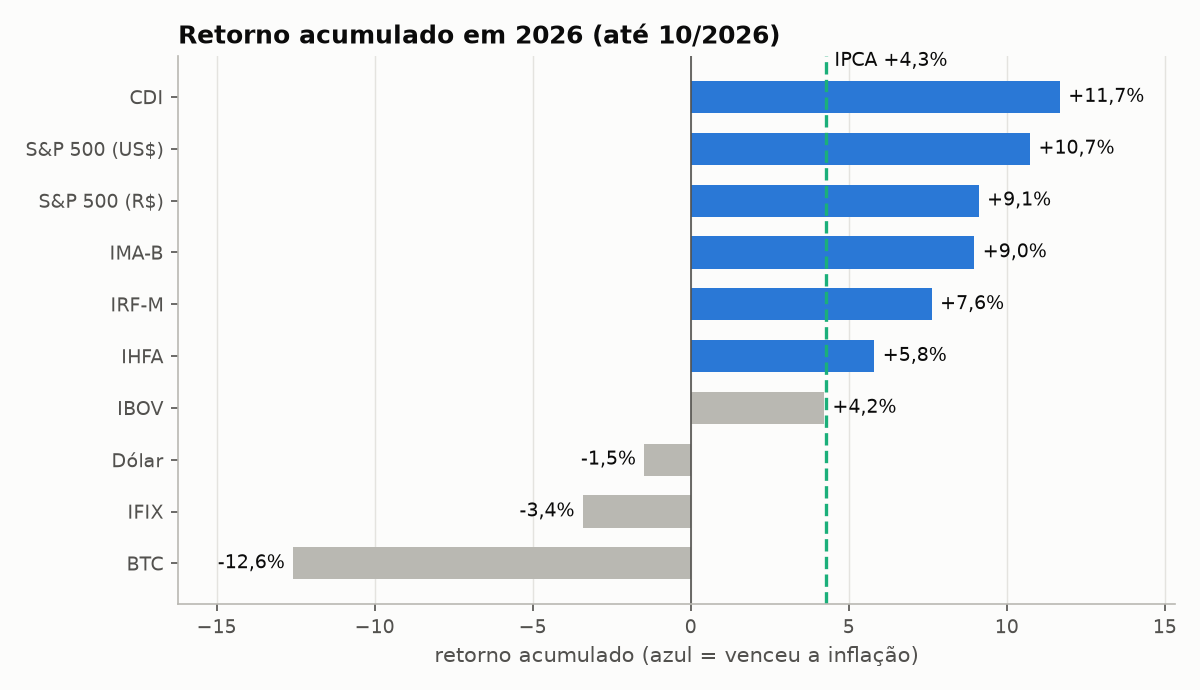 Retorno acumulado em 2026 (até 10/2026)
IPCA +4,3%
CDI +11,7%
S&P 500 (US$) +10,7%
S&P 500 (R$) +9,1%
IMA-B +9,0%
IRF-M +7,6%
IHFA +5,8%
IBOV +4,2%
Dólar -1,5%
IFIX -3,4%
BTC -12,6%
−15 −10 −5 0 5 10 15
retorno acumulado (azul = venceu a inflação)